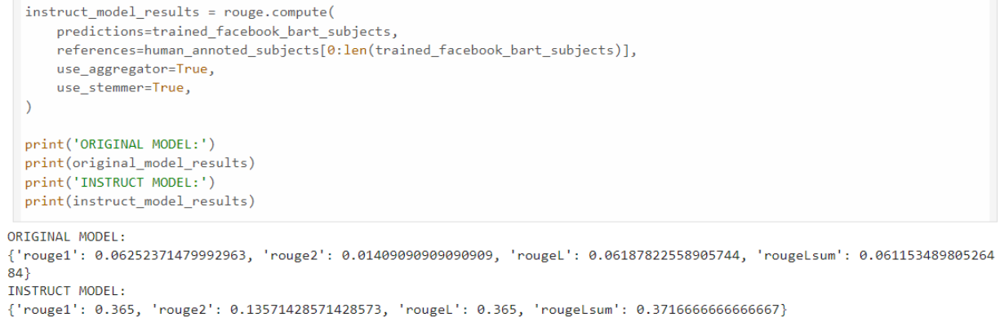 instruct_model_results = rouge.compute(
    predictions=trained_facebook_bart_subjects,
    references=human_annoted_subjects[0:len(trained_facebook_bart_subjects)],
    use_aggregator=True,
    use_stemmer=True,
)
print('ORIGINAL MODEL:')
print(original_model_results)
print('INSTRUCT MODEL:')
print(instruct_model_results)
ORIGINAL MODEL:
{'rouge1': 0.06252371479992963, 'rouge2': 0.01409090909090909, 'rougeL': 0.06187822558905744, 'rougeLsum': 0.061153489805264
84}
INSTRUCT MODEL:
{'rouge1': 0.365, 'rouge2': 0.13571428571428573, 'rougeL': 0.365, 'rougeLsum': 0.3716666666666667}